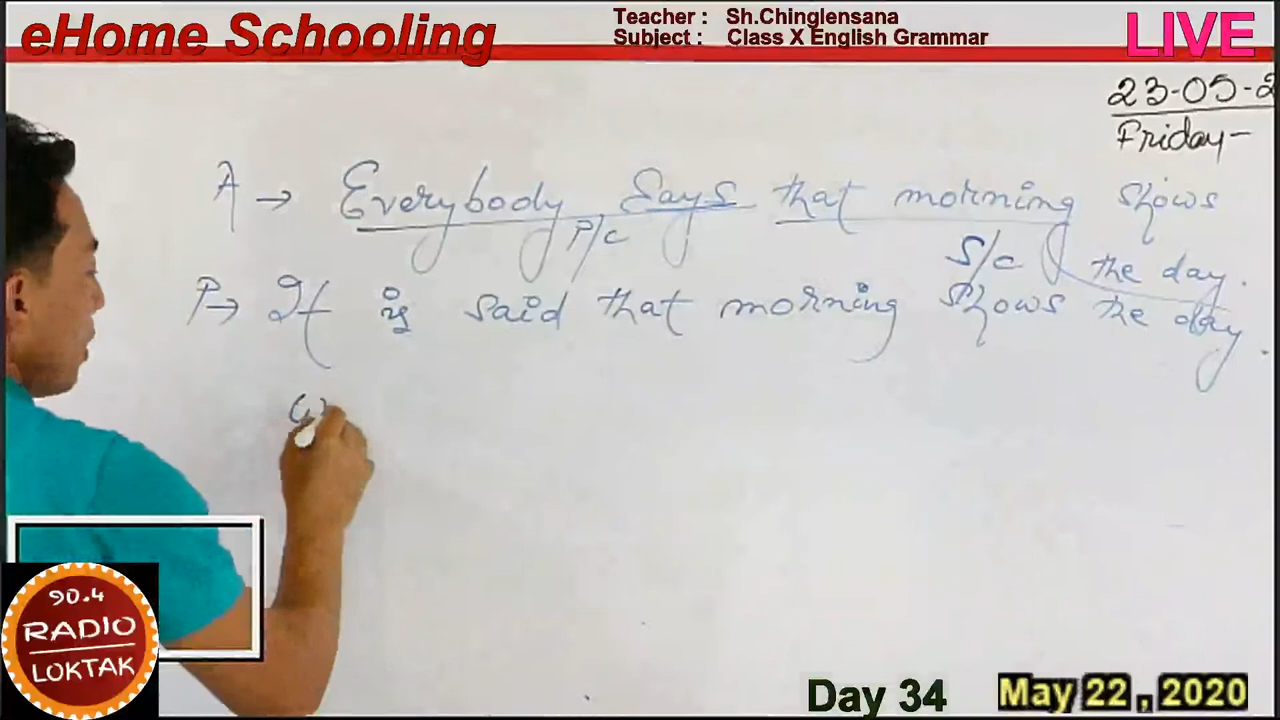 eHome Schooling
Teacher : Sh.Chinglensana
Subject : Class X English Grammar
LIVE
23-05-2
Friday-
A → Everybody says that morning shows
P/c
S/c the day.
P→ It is said that morning shows the day.
90.4
RADIO
LOKTAK
Day 34
May 22 , 2020